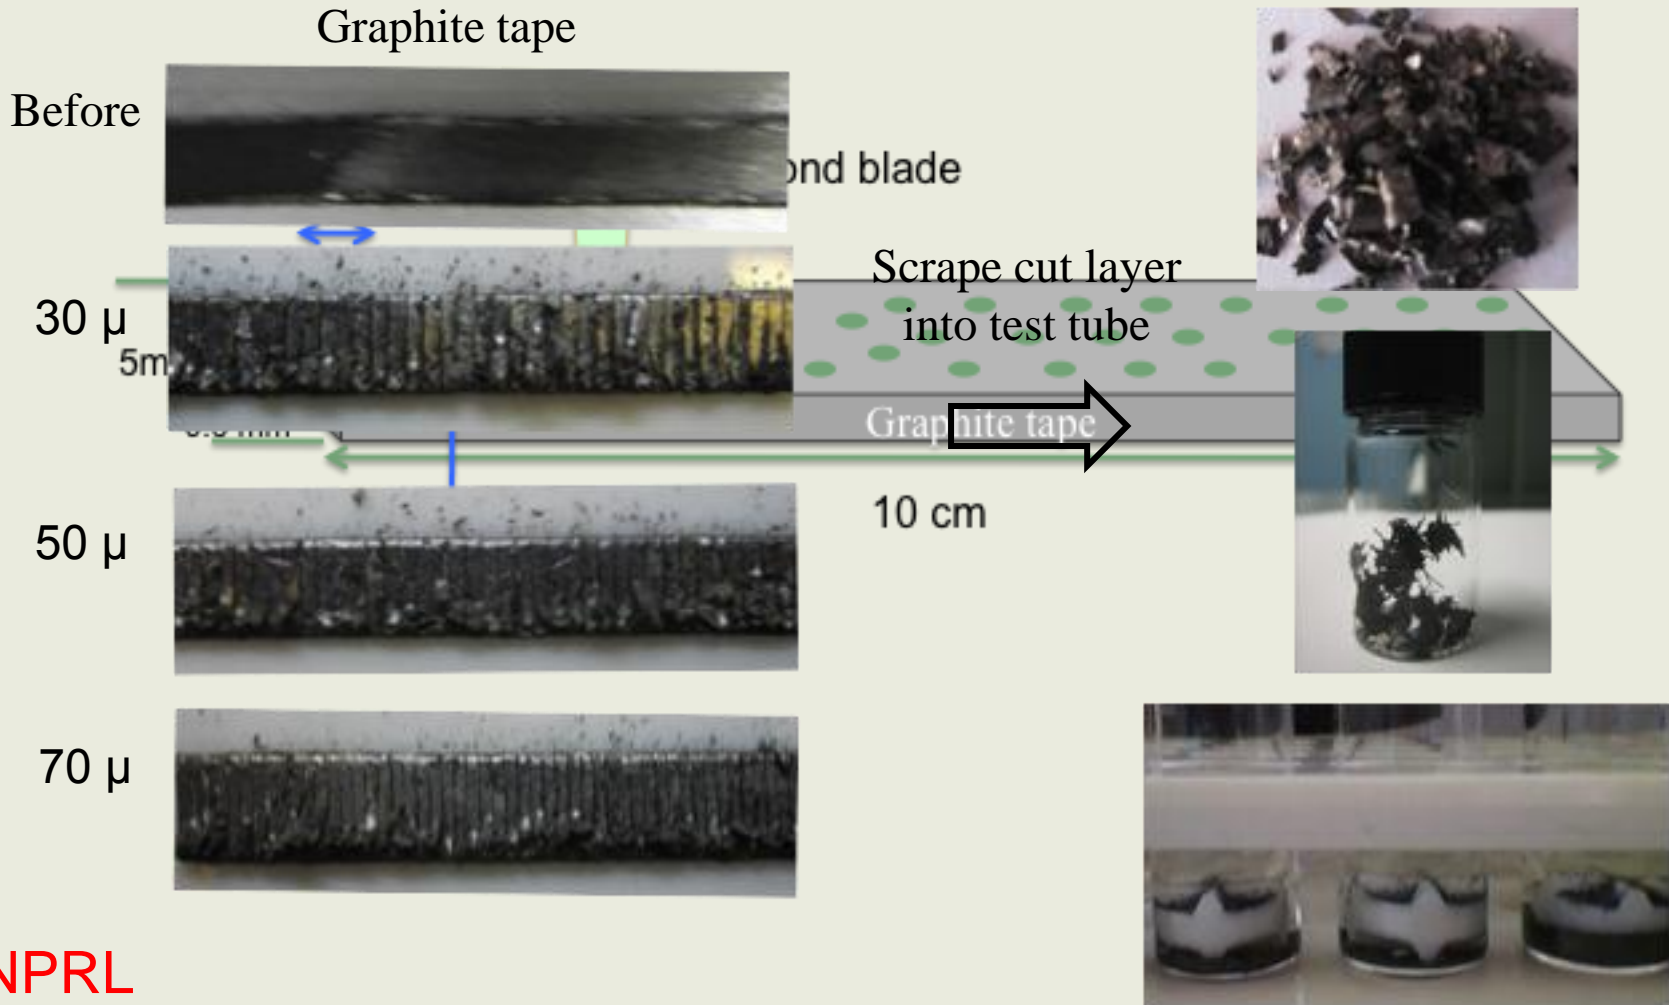 Graphite tape
Before
ond blade
Scrape cut layer
into test tube
30 µ
5m
Graphite tape
50 µ
10 cm
70 µ
NPRL